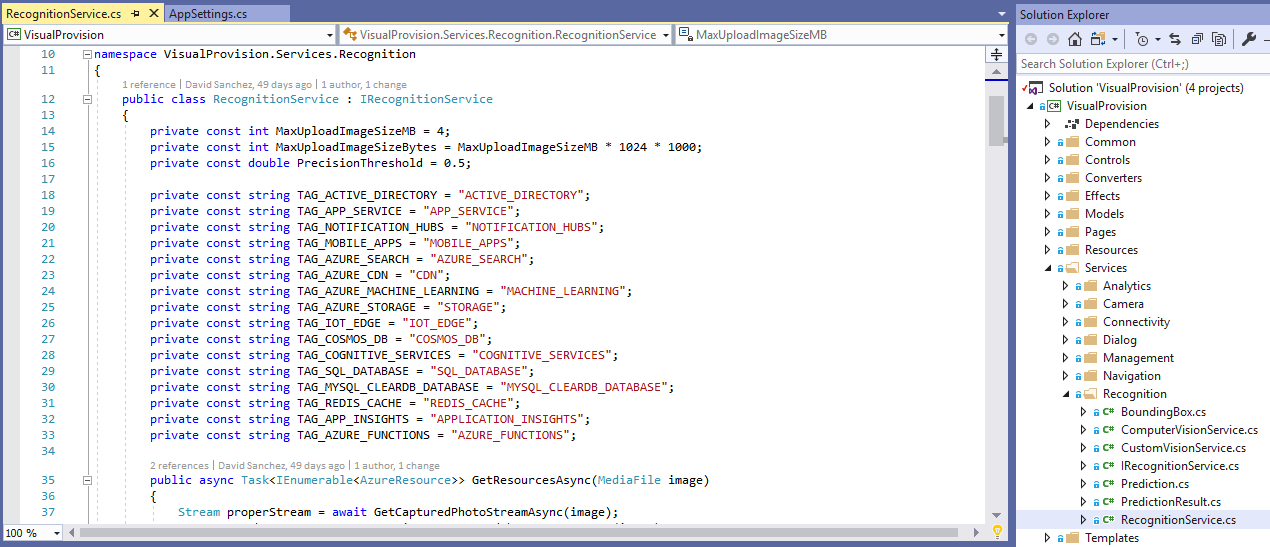 RecognitionService.cs
AppSettings.cs
VisualProvision
VisualProvision.Services.Recognition.RecognitionService
MaxUploadImageSizeMB
10 namespace VisualProvision.Services.Recognition
11 {
1 reference | David Sanchez, 49 days ago | 1 author, 1 change
12 public class RecognitionService : IRecognitionService
13 {
14 private const int MaxUploadImageSizeMB = 4;
15 private const int MaxUploadImageSizeBytes = MaxUploadImageSizeMB * 1024 * 1000;
16 private const double PrecisionThreshold = 0.5;
17
18 private const string TAG_ACTIVE_DIRECTORY = "ACTIVE_DIRECTORY";
19 private const string TAG_APP_SERVICE = "APP_SERVICE";
20 private const string TAG_NOTIFICATION_HUBS = "NOTIFICATION_HUBS";
21 private const string TAG_MOBILE_APPS = "MOBILE_APPS";
22 private const string TAG_AZURE_SEARCH = "AZURE_SEARCH";
23 private const string TAG_AZURE_CDN = "CDN";
24 private const string TAG_AZURE_MACHINE_LEARNING = "MACHINE_LEARNING";
25 private const string TAG_AZURE_STORAGE = "STORAGE";
26 private const string TAG_IOT_EDGE = "IOT_EDGE";
27 private const string TAG_COSMOS_DB = "COSMOS_DB";
28 private const string TAG_COGNITIVE_SERVICES = "COGNITIVE_SERVICES";
29 private const string TAG_SQL_DATABASE = "SQL_DATABASE";
30 private const string TAG_MYSQL_CLEARDB_DATABASE = "MYSQL_CLEARDB_DATABASE";
31 private const string TAG_REDIS_CACHE = "REDIS_CACHE";
32 private const string TAG_APP_INSIGHTS = "APPLICATION_INSIGHTS";
33 private const string TAG_AZURE_FUNCTIONS = "AZURE_FUNCTIONS";
34
2 references | David Sanchez, 49 days ago | 1 author, 1 change
35 public async Task<IEnumerable<AzureResource>> GetResourcesAsync(MediaFile image)
36 {
37 Stream properStream = await GetCapturedPhotoStreamAsync(image);
100 %
Solution Explorer
Search Solution Explorer (Ctrl+;)
Solution 'VisualProvision' (4 projects)
C# VisualProvision
Dependencies
Common
Controls
Converters
Effects
Models
Pages
Resources
Services
Analytics
Camera
Connectivity
Dialog
Management
Navigation
Recognition
C# BoundingBox.cs
C# ComputerVisionService.cs
C# CustomVisionService.cs
C# IRecognitionService.cs
C# Prediction.cs
C# PredictionResult.cs
C# RecognitionService.cs
Templates